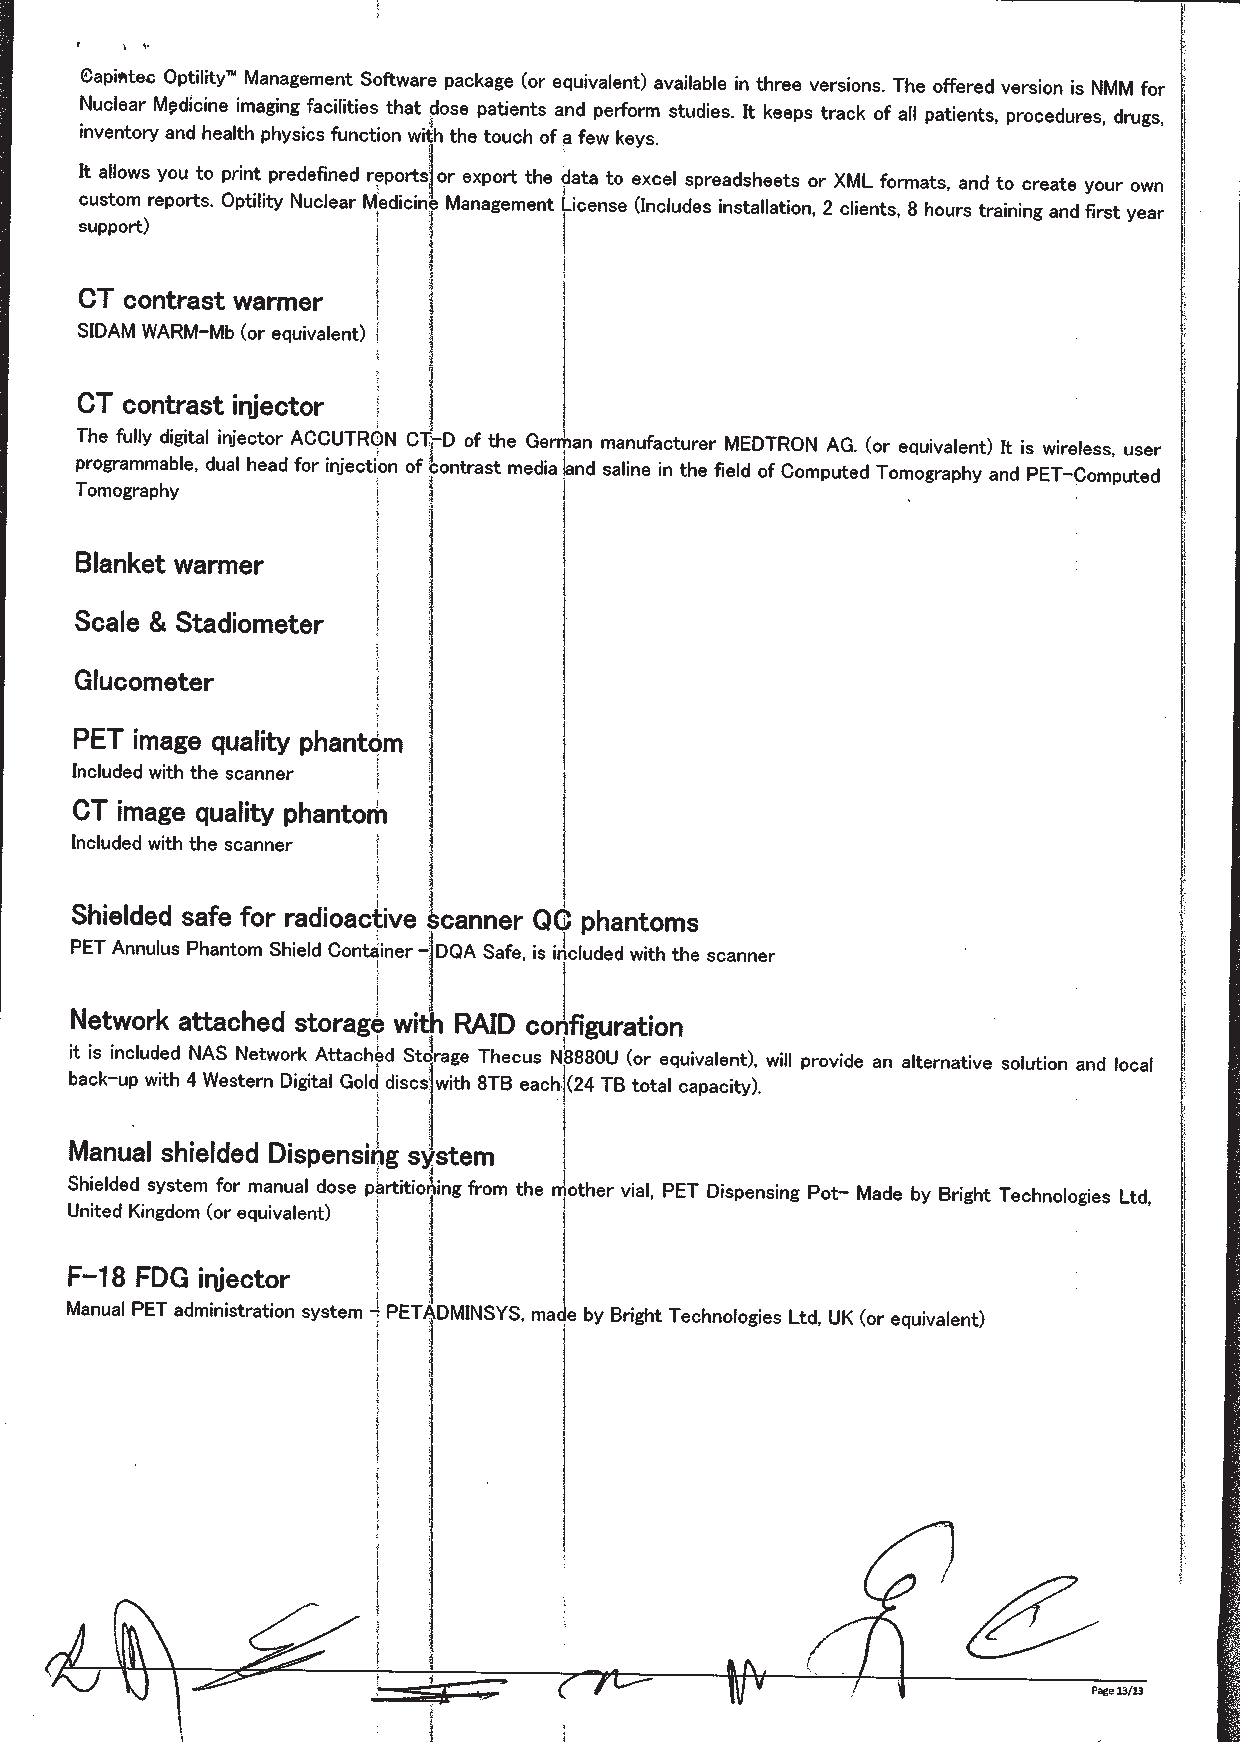 Capintec Optility™ Management Software package (or equivalent) available in three versions. The offered version is NMM for
Nuclear Medicine imaging facilities that dose patients and perform studies. It keeps track of all patients, procedures, drugs,
inventory and health physics function with the touch of a few keys.
It allows you to print predefined reports or export the data to excel spreadsheets or XML formats, and to create your own
custom reports. Optility Nuclear Medicine Management License (Includes installation, 2 clients, 8 hours training and first year
support)
CT contrast warmer
SIDAM WARM-Mb (or equivalent)
CT contrast injector
The fully digital injector ACCUTRON CT-D of the German manufacturer MEDTRON AG. (or equivalent) It is wireless, user
programmable, dual head for injection of contrast media and saline in the field of Computed Tomography and PET-Computed
Tomography
Blanket warmer
Scale & Stadiometer
Glucometer
PET image quality phantom
Included with the scanner
CT image quality phantom
Included with the scanner
Shielded safe for radioactive scanner QC phantoms
PET Annulus Phantom Shield Container - DQA Safe, is included with the scanner
Network attached storage with RAID configuration
it is included NAS Network Attached Storage Thecus N8880U (or equivalent), will provide an alternative solution and local
back-up with 4 Western Digital Gold discs with 8TB each (24 TB total capacity).
Manual shielded Dispensing system
Shielded system for manual dose partitioning from the mother vial, PET Dispensing Pot- Made by Bright Technologies Ltd,
United Kingdom (or equivalent)
F-18 FDG injector
Manual PET administration system - PETADMINSYS, made by Bright Technologies Ltd, UK (or equivalent)
Page 13/13